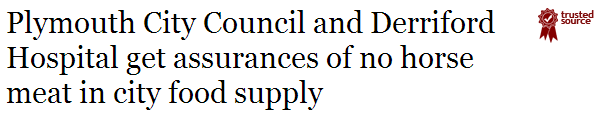 Plymouth City Council and Derriford
Hospital get assurances of no horse
meat in city food supply
trusted
source